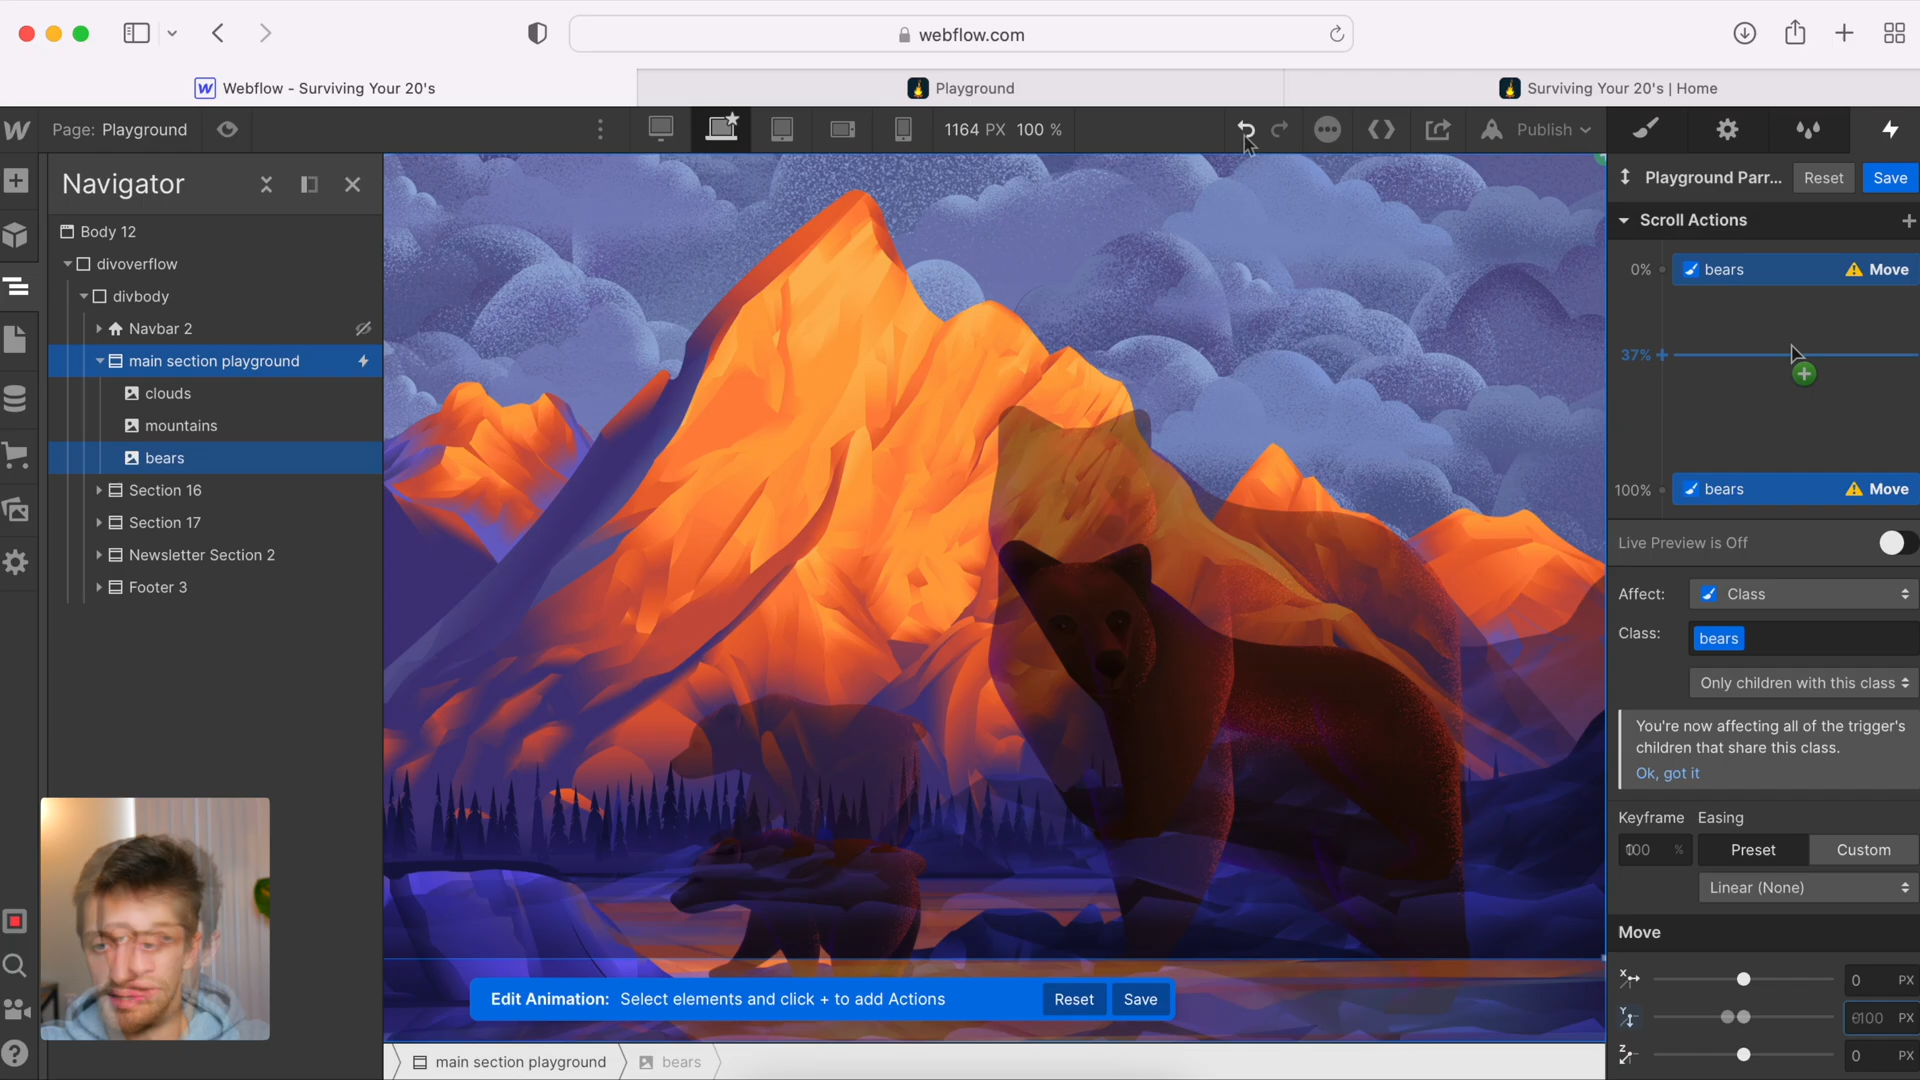 webflow.com
Webflow - Surviving Your 20's
Playground
Surviving Your 20's | Home
Page: Playground
1164 PX 100 %
Publish
Navigator
Playground Parr...
Reset
Save
Body 12
divoverflow
divbody
Navbar 2
main section playground
clouds
mountains
bears
Section 16
Section 17
Newsletter Section 2
Footer 3
Scroll Actions
0%
bears
Move
37%
100%
bears
Move
Live Preview is Off
Affect:
Class
Class:
bears
Only children with this class
You're now affecting all of the trigger's
children that share this class.
Ok, got it
Keyframe
Easing
%
Preset
Custom
Linear (None)
Move
X
0 PX
Y
PX
Z
0 PX
Edit Animation: Select elements and click + to add Actions
Reset
Save
main section playground
bears